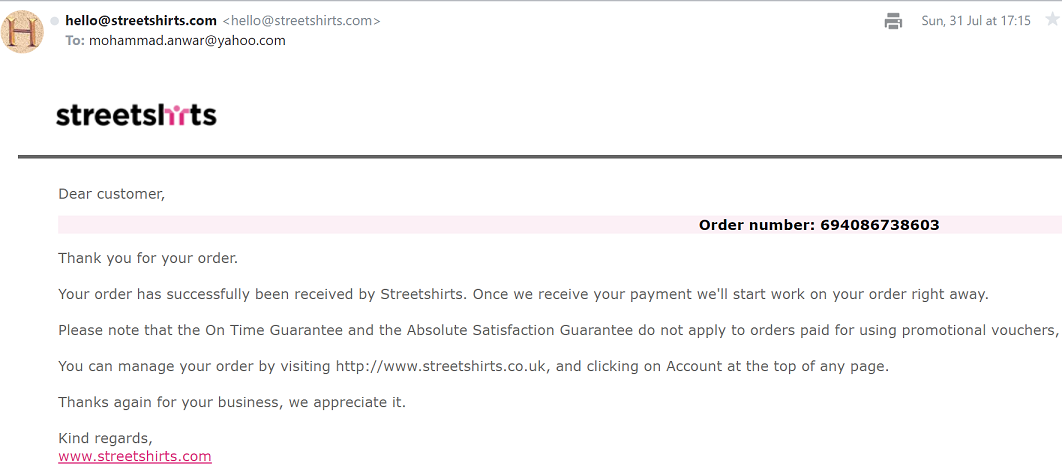 H
hello@streetshirts.com <hello@streetshirts.com>
Sun, 31 Jul at 17:15
To: mohammad.anwar@yahoo.com
streetshirts
Dear customer,
Order number: 694086738603
Thank you for your order.
Your order has successfully been received by Streetshirts. Once we receive your payment we'll start work on your order right away.
Please note that the On Time Guarantee and the Absolute Satisfaction Guarantee do not apply to orders paid for using promotional vouchers,
You can manage your order by visiting http://www.streetshirts.co.uk, and clicking on Account at the top of any page.
Thanks again for your business, we appreciate it.
Kind regards,
www.streetshirts.com